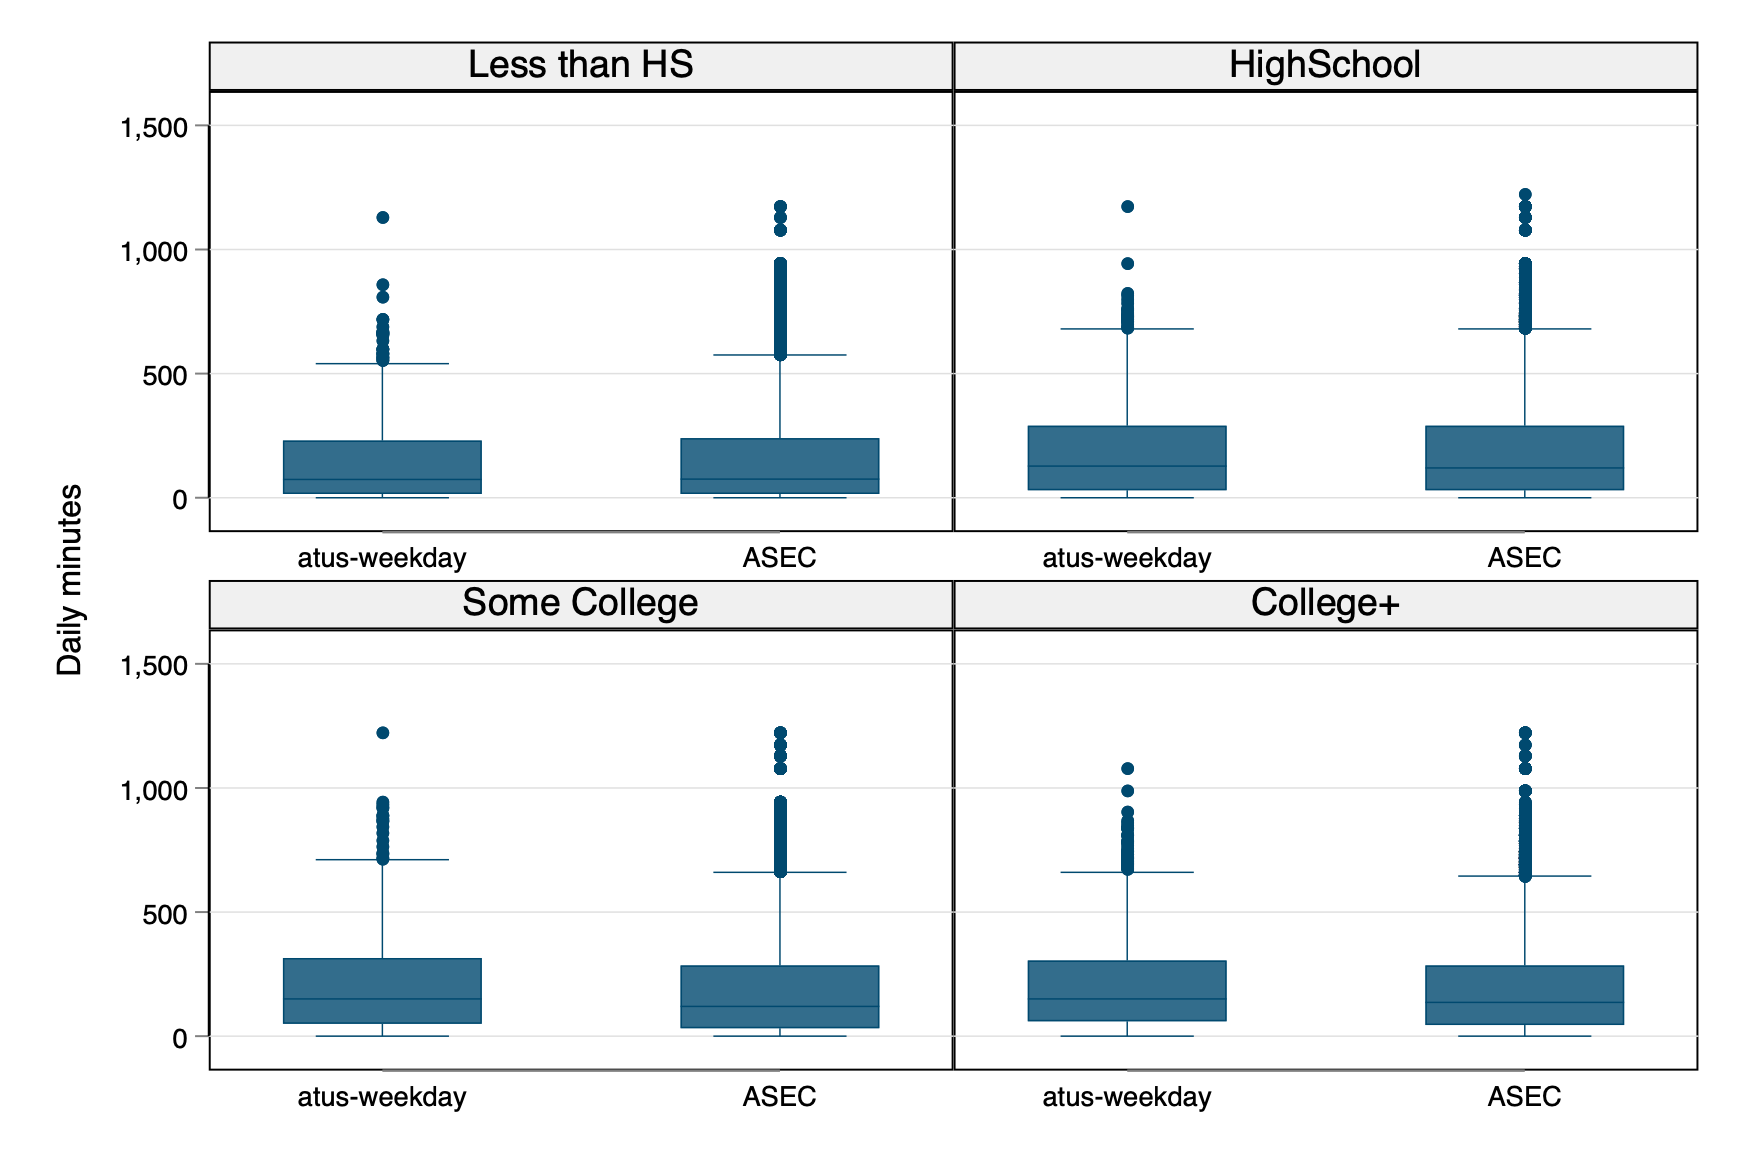 Less than HS
HighSchool
1,500
1,000
500
0
atus-weekday
ASEC
atus-weekday
ASEC
Daily minutes
Some College
College+
1,500
1,000
500
0
atus-weekday
ASEC
atus-weekday
ASEC